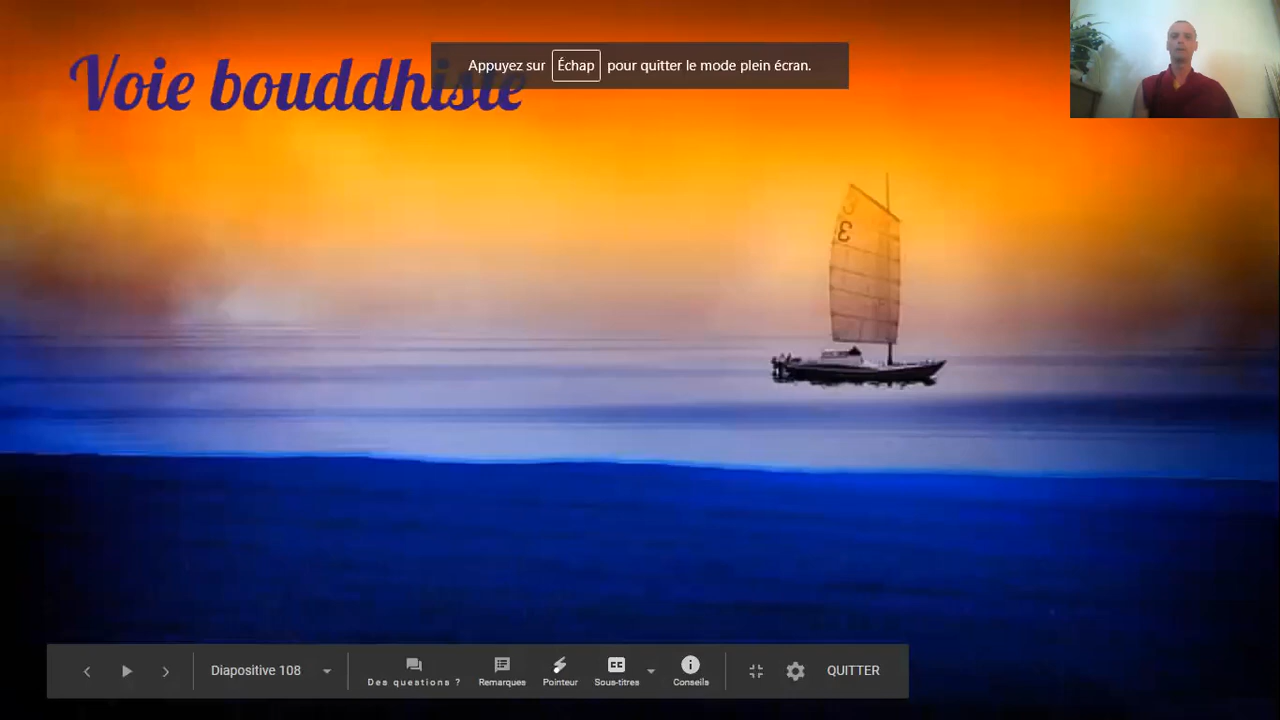 Voie bouddhiste
Appuyez sur Échap pour quitter le mode plein écran.
3
Diapositive 108
Des questions ?
Remarques
Pointeur
CC
Sous-titres
Conseils
QUITTER